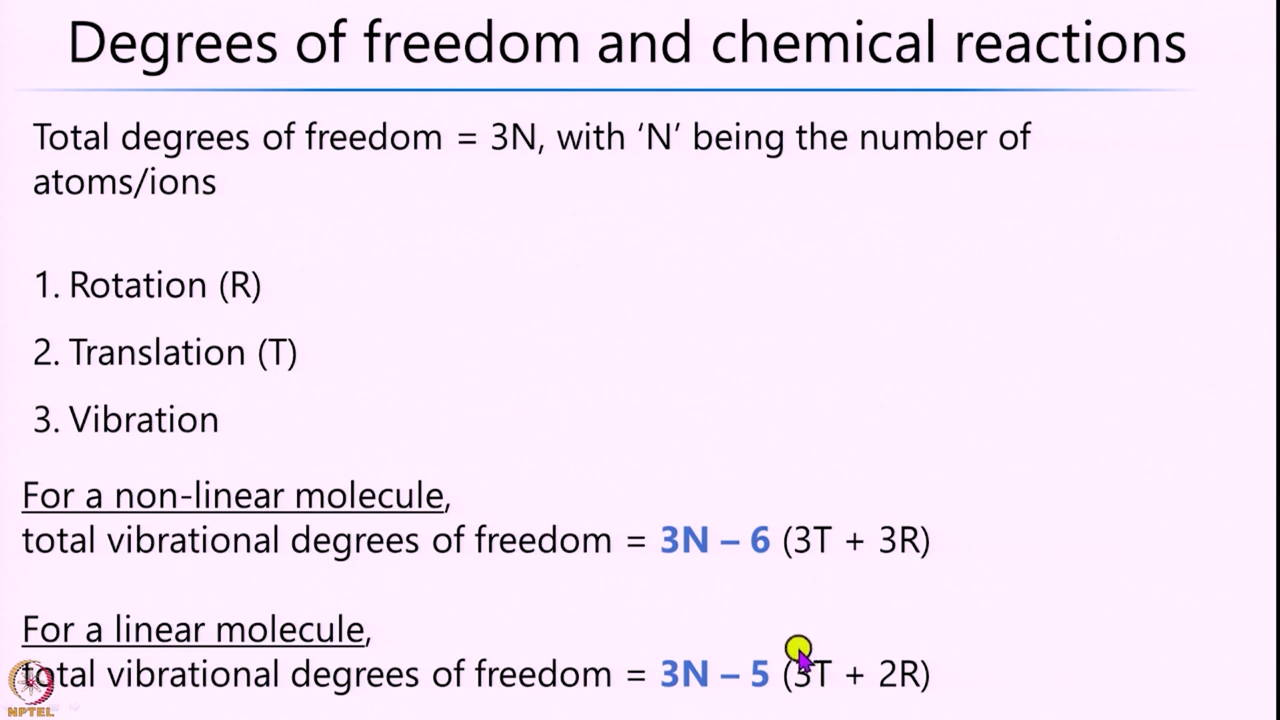 Degrees of freedom and chemical reactions
Total degrees of freedom = 3N, with ‘N’ being the number of
atoms/ions
1. Rotation (R)
2. Translation (T)
3. Vibration
For a non-linear molecule,
total vibrational degrees of freedom = 3N – 6 (3T + 3R)
For a linear molecule,
total vibrational degrees of freedom = 3N – 5 (3T + 2R)
NPTEL